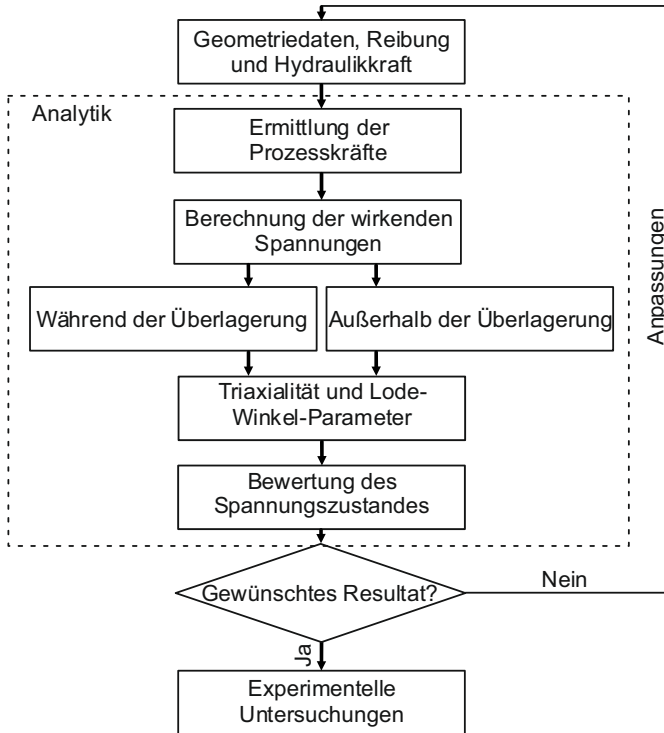 Geometriedaten, Reibung
und Hydraulikkraft
Analytik
Ermittlung der
Prozesskräfte
Berechnung der wirkenden
Spannungen
Während der Überlagerung
Außerhalb der Überlagerung
Triaxialität und Lode-
Winkel-Parameter
Bewertung des
Spannungszustandes
Gewünschtes Resultat?
Nein
Anpassungen
Ja
Experimentelle
Untersuchungen